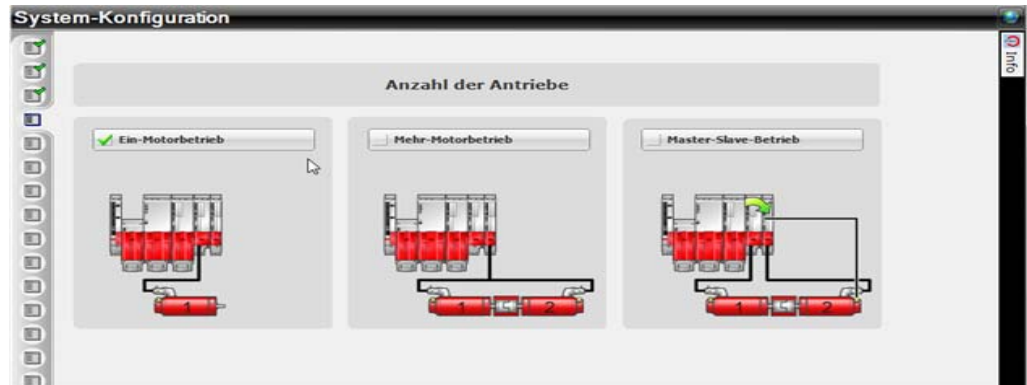 System-Konfiguration
Info
Anzahl der Antriebe
Ein-Motorbetrieb
Mehr-Motorbetrieb
Master-Slave-Betrieb
1
1
2
1
2